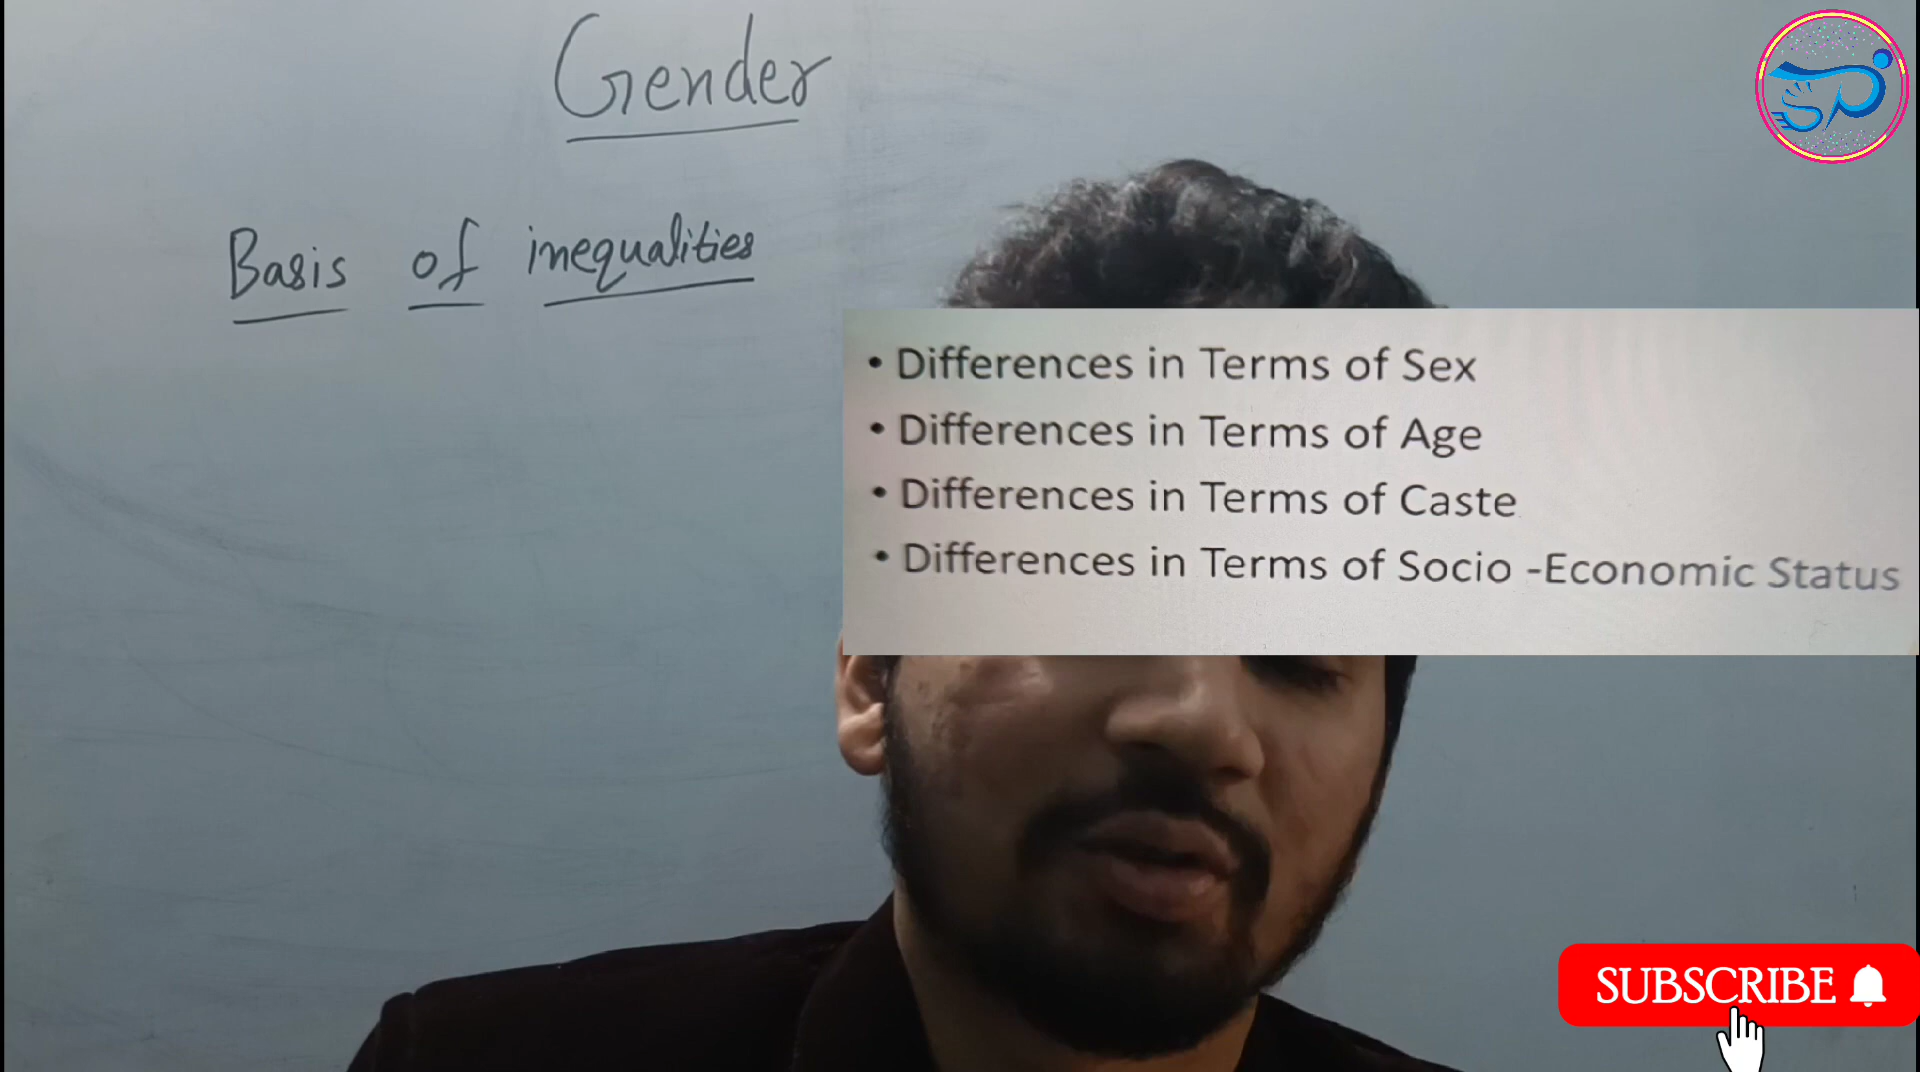 Gender
Basis of inequalities
• Differences in Terms of Sex
• Differences in Terms of Age
• Differences in Terms of Caste
• Differences in Terms of Socio -Economic Status
SUBSCRIBE